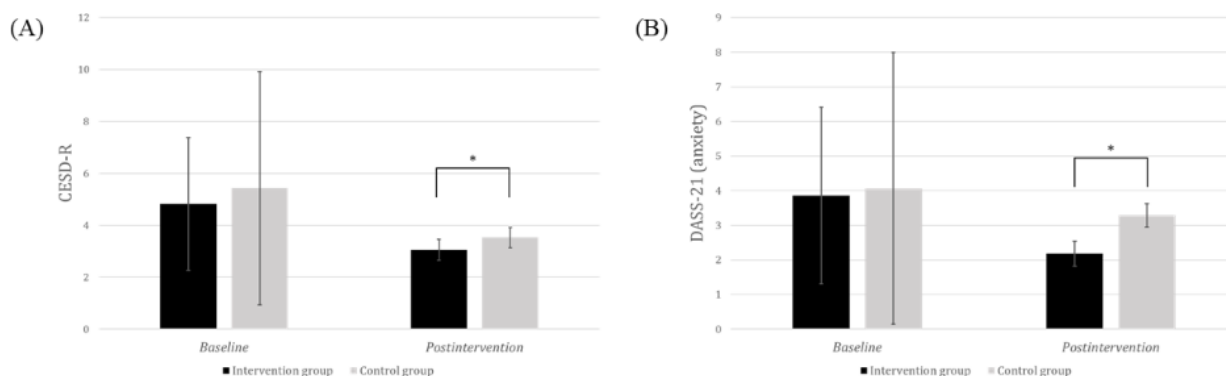 (A)
12
10
8
6
4
2
0
CESD-R
*
Baseline
Postintervention
Intervention group
Control group
(B)
9
8
7
6
5
4
3
2
1
0
DASS-21 (anxiety)
*
Baseline
Postintervention
Intervention group
Control group